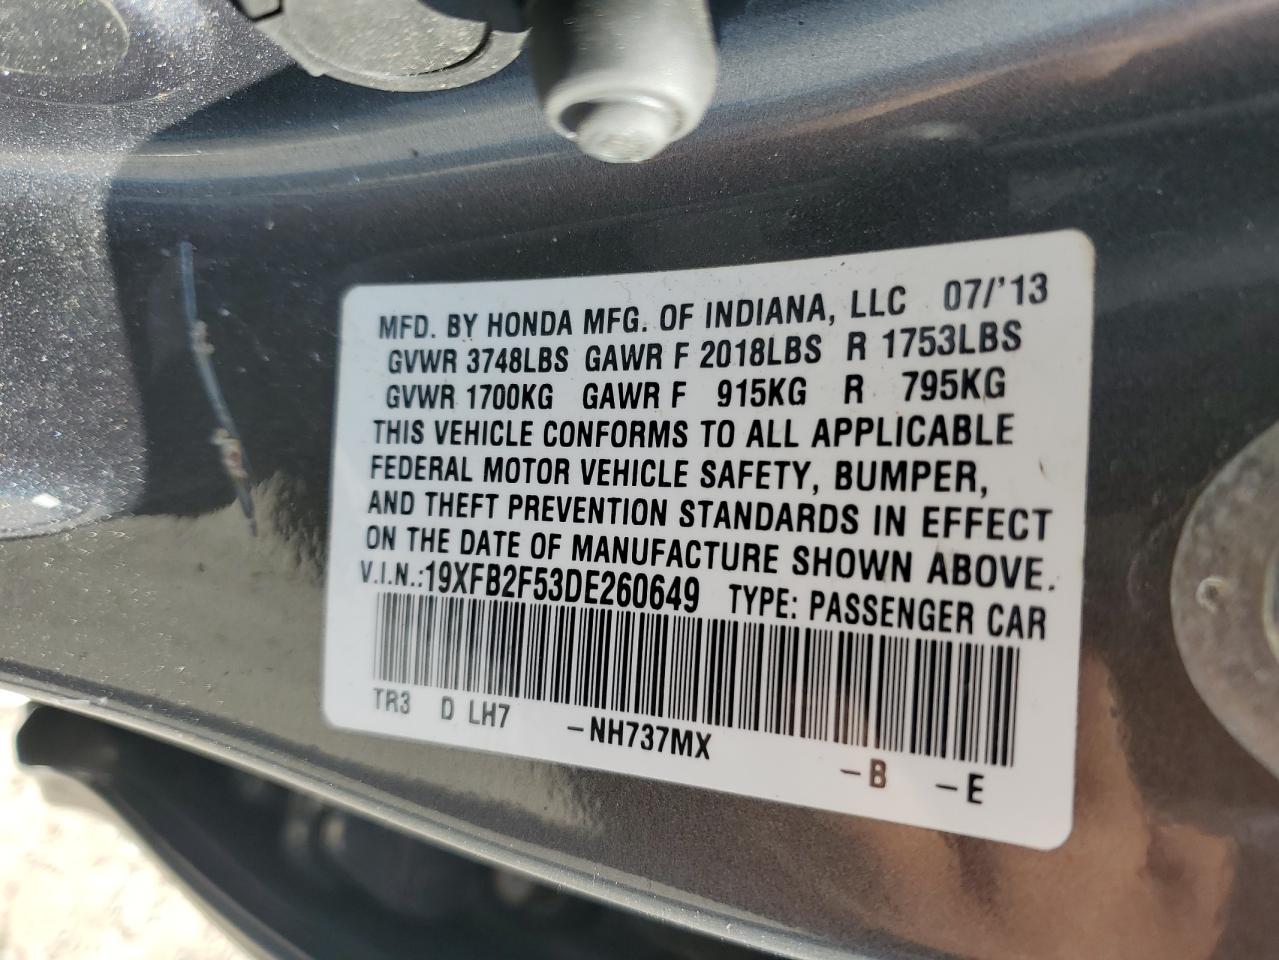 MFD. BY HONDA MFG. OF INDIANA, LLC 07/'13
GVWR 3748LBS GAWR F 2018LBS R 1753LBS
GVWR 1700KG GAWR F 915KG R 795KG
THIS VEHICLE CONFORMS TO ALL APPLICABLE
FEDERAL MOTOR VEHICLE SAFETY, BUMPER,
AND THEFT PREVENTION STANDARDS IN EFFECT
ON THE DATE OF MANUFACTURE SHOWN ABOVE.
V.I.N.:19XFB2F53DE260649 TYPE: PASSENGER CAR
TR3 D LH7 -NH737MX -B -E